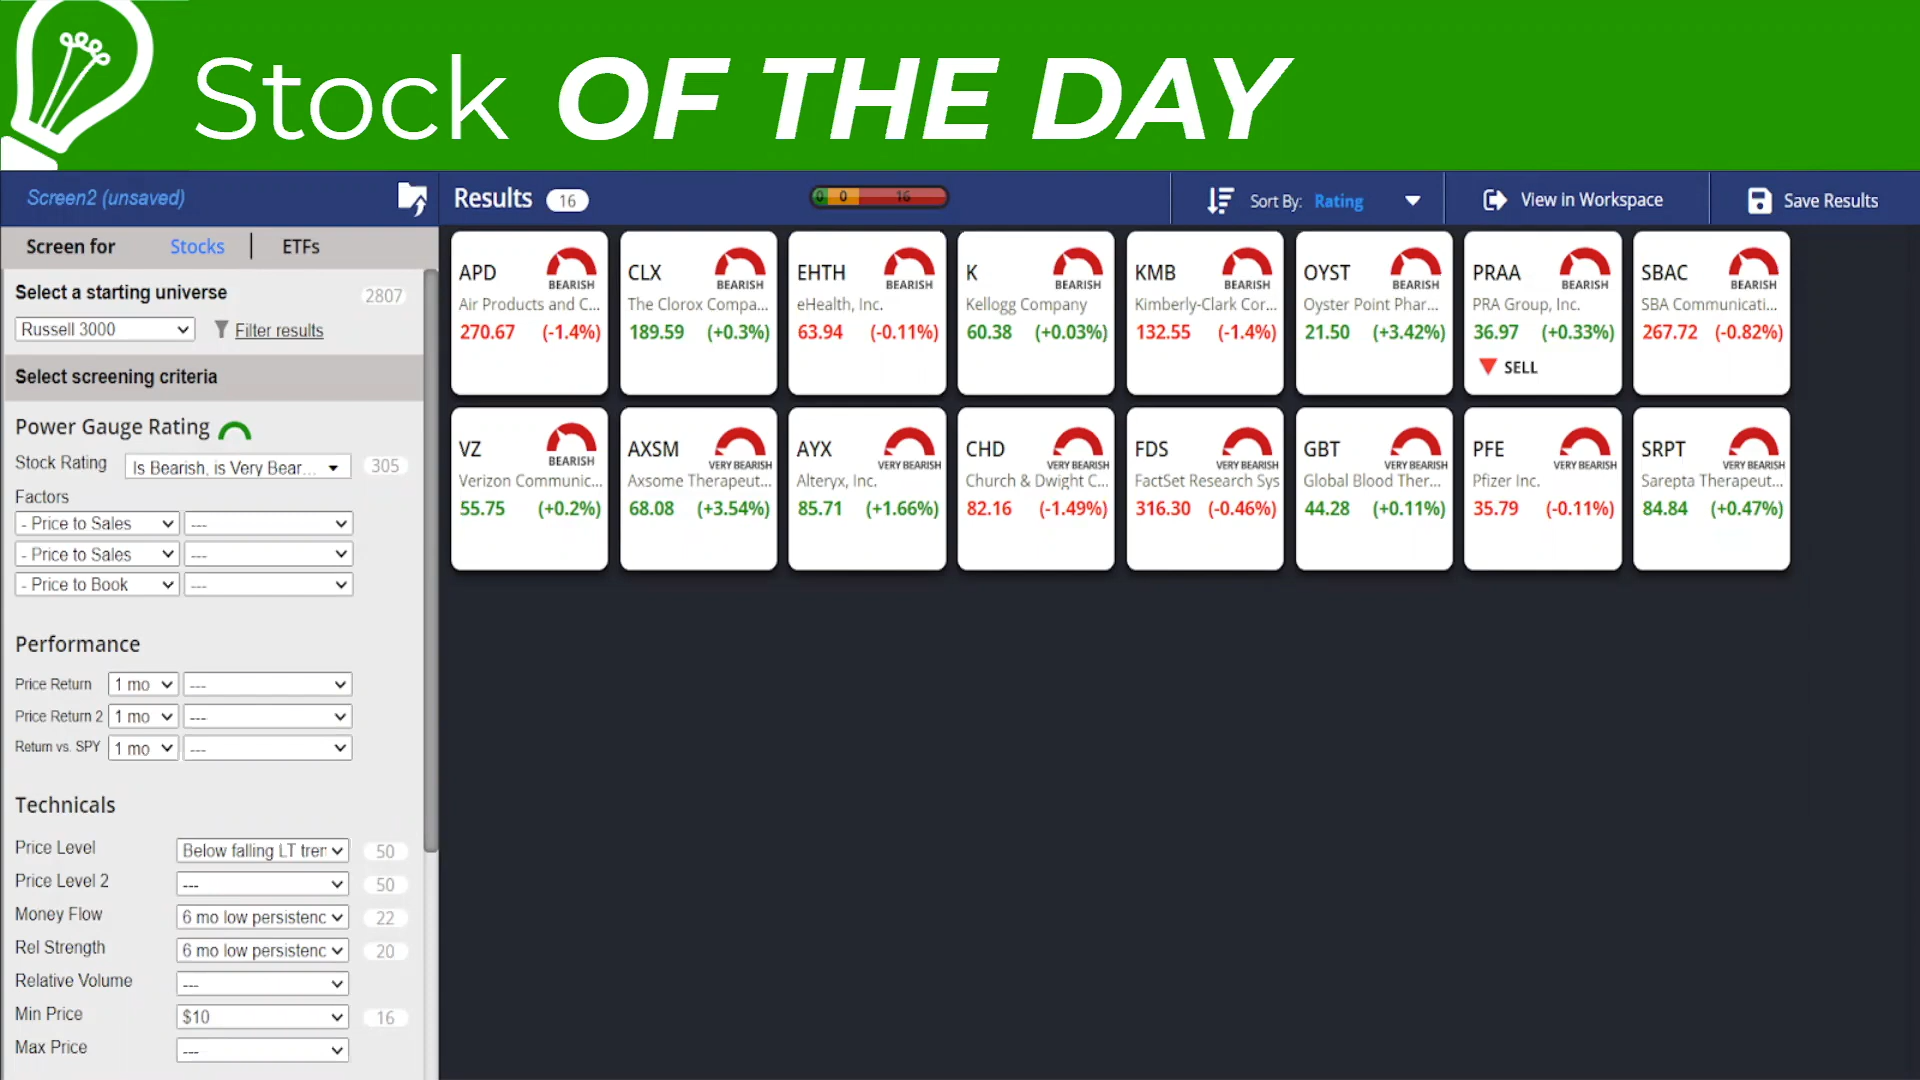 Stock OF THE DAY
Screen2 (unsaved)
Results 16
0 0 16
Sort By: Rating
View in Workspace
Save Results
Screen for Stocks | ETFs
Select a starting universe 2807
Russell 3000 Filter results
Select screening criteria
Power Gauge Rating
Stock Rating Is Bearish, is Very Bear... 305
Factors
- Price to Sales ---
- Price to Sales ---
- Price to Book ---
Performance
Price Return 1 mo ---
Price Return 2 1 mo ---
Return vs. SPY 1 mo ---
Technicals
Price Level Below falling LT tren 50
Price Level 2 --- 50
Money Flow 6 mo low persistenc 22
Rel Strength 6 mo low persistenc 20
Relative Volume ---
Min Price $10 16
Max Price ---
APD BEARISH
Air Products and C...
270.67 (-1.4%)
CLX BEARISH
The Clorox Compa...
189.59 (+0.3%)
EHTH BEARISH
eHealth, Inc.
63.94 (-0.11%)
K BEARISH
Kellogg Company
60.38 (+0.03%)
KMB BEARISH
Kimberly-Clark Cor...
132.55 (-1.4%)
OYST BEARISH
Oyster Point Phar...
21.50 (+3.42%)
PRAA BEARISH
PRA Group, Inc.
36.97 (+0.33%)
SELL
SBAC BEARISH
SBA Communicati...
267.72 (-0.82%)
VZ BEARISH
Verizon Communic...
55.75 (+0.2%)
AXSM VERY BEARISH
Axsome Therapeut...
68.08 (+3.54%)
AYX VERY BEARISH
Alteryx, Inc.
85.71 (+1.66%)
CHD VERY BEARISH
Church & Dwight C...
82.16 (-1.49%)
FDS VERY BEARISH
FactSet Research Sys
316.30 (-0.46%)
GBT VERY BEARISH
Global Blood Ther...
44.28 (+0.11%)
PFE VERY BEARISH
Pfizer Inc.
35.79 (-0.11%)
SRPT VERY BEARISH
Sarepta Therapeut...
84.84 (+0.47%)